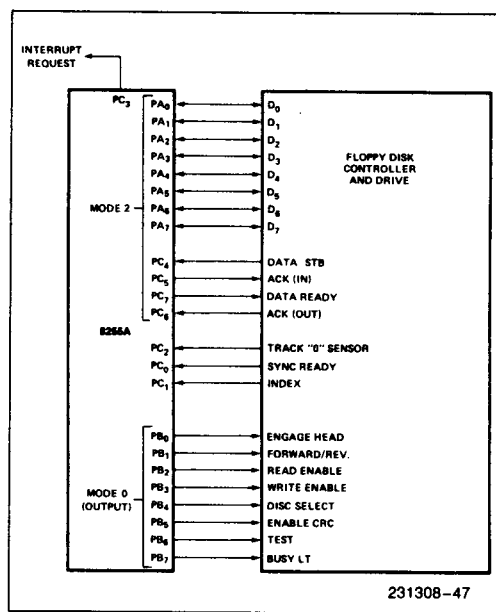 INTERRUPT
REQUEST
PC3
PA0 D0
PA1 D1
PA2 D2
PA3 D3
PA4 D4
PA5 D5
PA6 D6
PA7 D7
MODE 2
FLOPPY DISK
CONTROLLER
AND DRIVE
PC4 DATA STB
PC5 ACK (IN)
PC7 DATA READY
PC6 ACK (OUT)
8255A
PC2 TRACK "0" SENSOR
PC0 SYNC READY
PC1 INDEX
PB0 ENGAGE HEAD
PB1 FORWARD/REV.
PB2 READ ENABLE
PB3 WRITE ENABLE
MODE 0
(OUTPUT)
PB4 DISC SELECT
PB5 ENABLE CRC
PB6 TEST
PB7 BUSY LT
231308-47